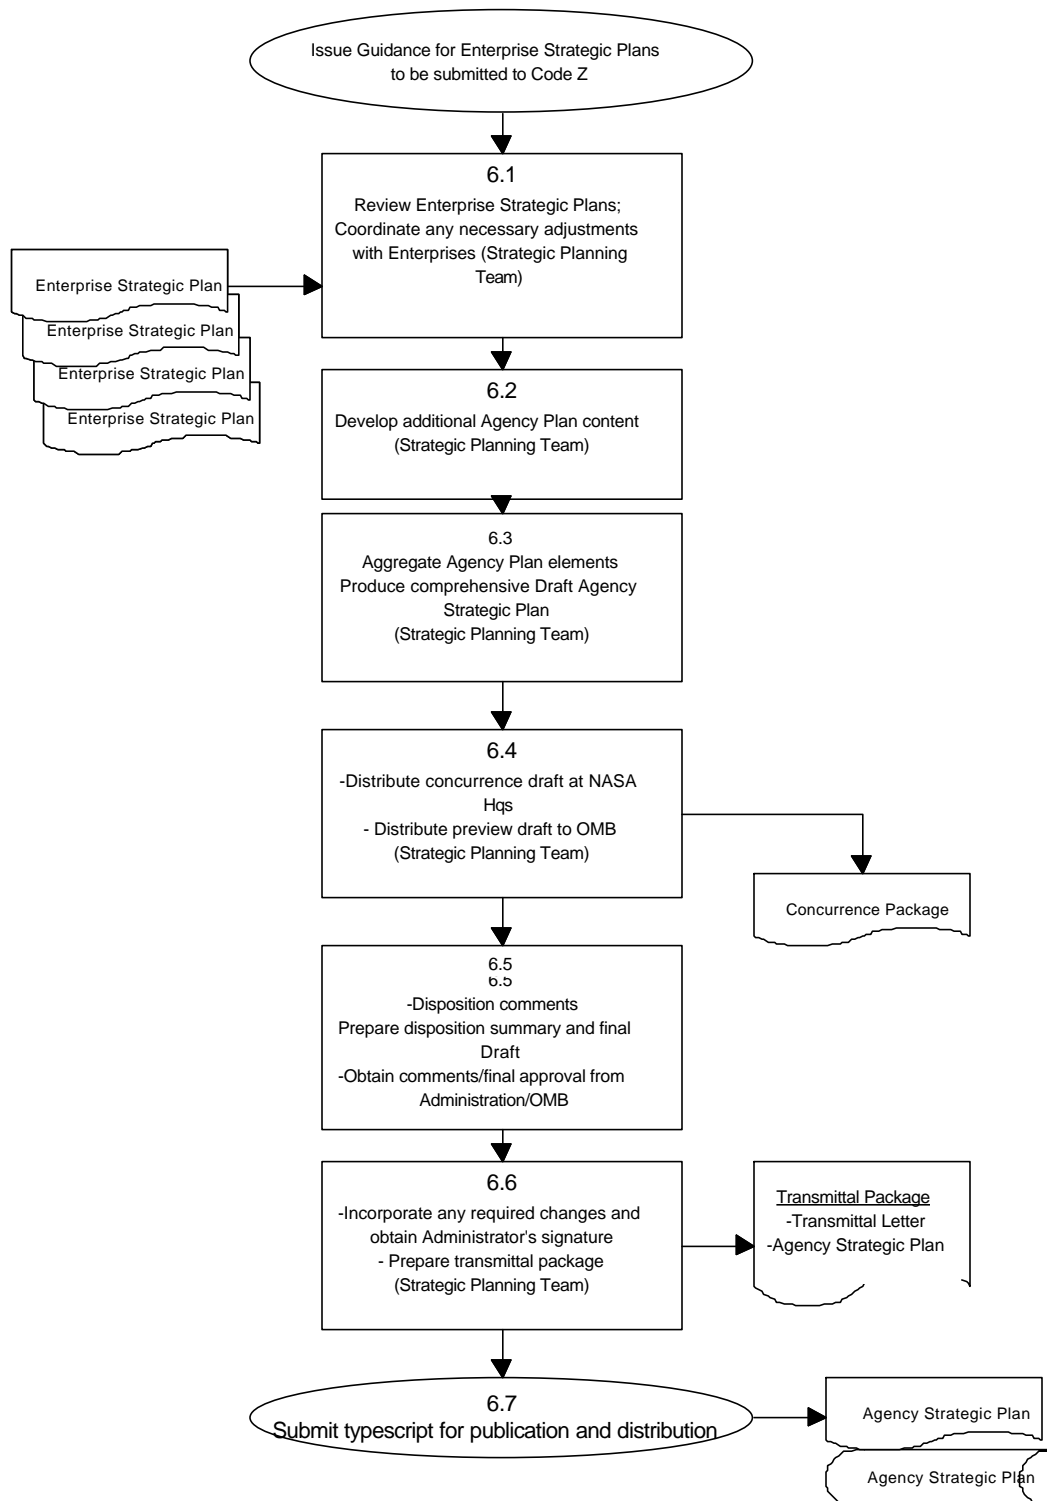 Issue Guidance for Enterprise Strategic Plans
to be submitted to Code Z
6.1
Review Enterprise Strategic Plans;
Coordinate any necessary adjustments
with Enterprises (Strategic Planning
Team)
Enterprise Strategic Plan
Enterprise Strategic Plan
Enterprise Strategic Plan
Enterprise Strategic Plan
6.2
Develop additional Agency Plan content
(Strategic Planning Team)
6.3
Aggregate Agency Plan elements
Produce comprehensive Draft Agency
Strategic Plan
(Strategic Planning Team)
6.4
-Distribute concurrence draft at NASA
Hqs
- Distribute preview draft to OMB
(Strategic Planning Team)
Concurrence Package
6.5
6.5
-Disposition comments
Prepare disposition summary and final
Draft
-Obtain comments/final approval from
Administration/OMB
6.6
-Incorporate any required changes and
obtain Administrator's signature
- Prepare transmittal package
(Strategic Planning Team)
Transmittal Package
-Transmittal Letter
-Agency Strategic Plan
6.7
Submit typescript for publication and distribution
Agency Strategic Plan
Agency Strategic Plan